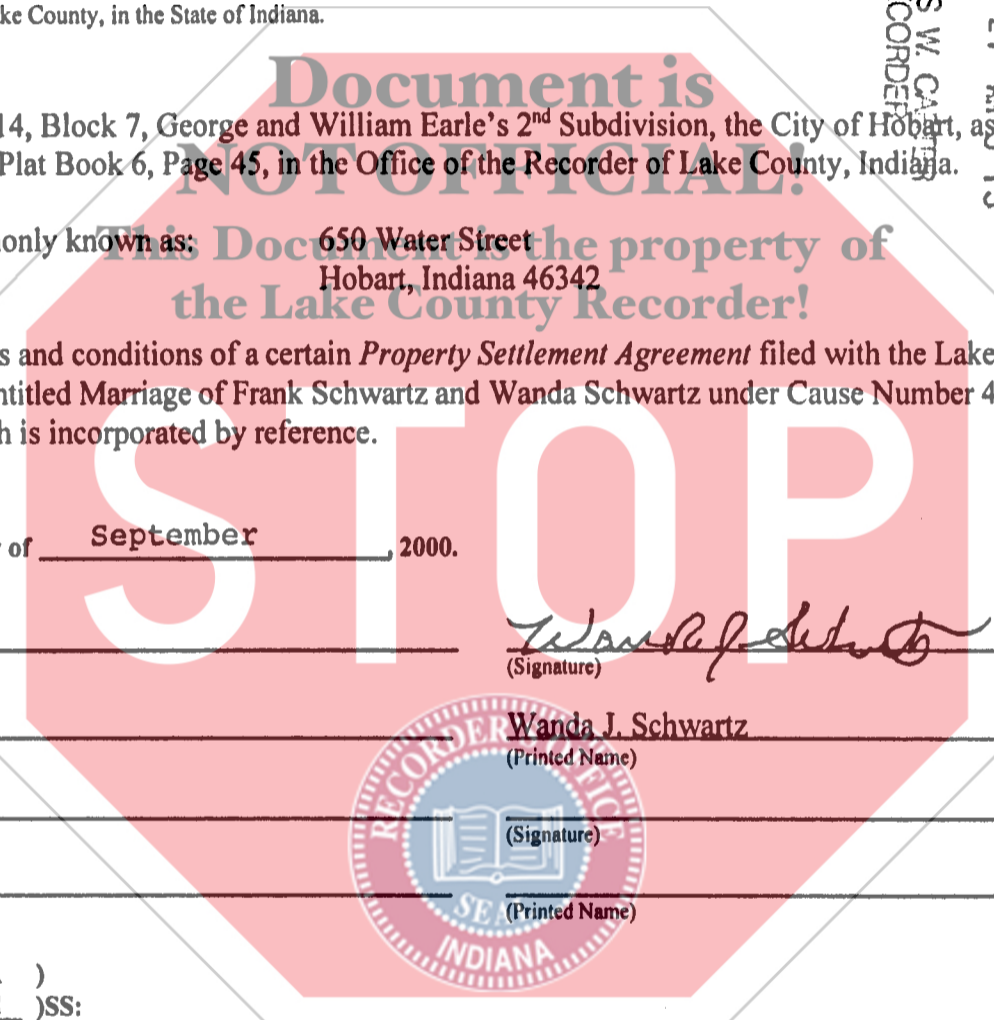 ke County, in the State of Indiana.
S W. CARTER
CORDER
Document is
14, Block 7, George and William Earle's 2nd Subdivision, the City of Hobart, as
Plat Book 6, Page 45, in the Office of the Recorder of Lake County, Indiana.
NOT OFFICIAL!
only known as: 650 Water Street
This Document is the property of
Hobart, Indiana 46342
the Lake County Recorder!
s and conditions of a certain Property Settlement Agreement filed with the Lake
ntitled Marriage of Frank Schwartz and Wanda Schwartz under Cause Number 4
h is incorporated by reference.
STOP
of September, 2000.
Wanda J. Schwartz
(Signature)
Wanda J. Schwartz
(Printed Name)
RECORDER'S OFFICE
(Signature)
SEAL
(Printed Name)
INDIANA
)
)SS: